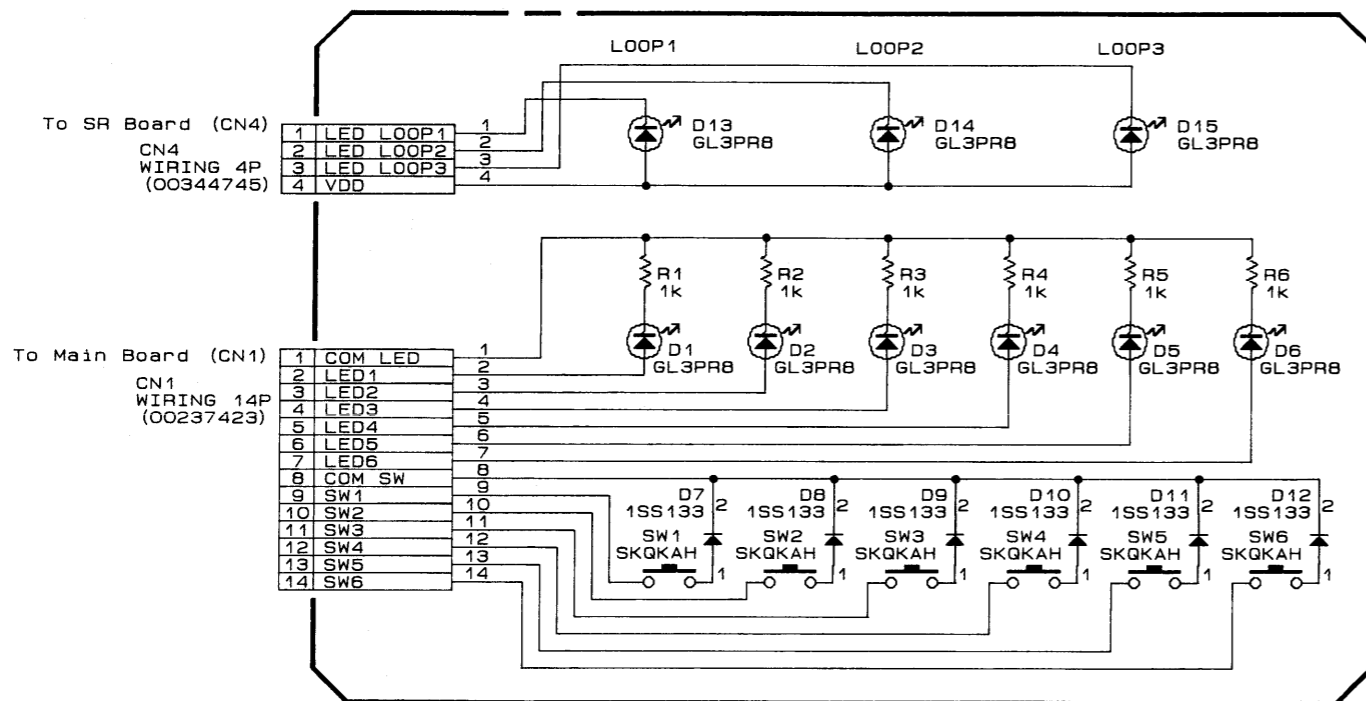 LOOP1 LOOP2 LOOP3
To SR Board (CN4)
CN4
WIRING 4P
(00344745)
1 LED LOOP1 1
2 LED LOOP2 2
3 LED LOOP3 3
4 VDD 4
D13
GL3PR8
D14
GL3PR8
D15
GL3PR8
R1
1k
R2
1k
R3
1k
R4
1k
R5
1k
R6
1k
D1
GL3PR8
D2
GL3PR8
D3
GL3PR8
D4
GL3PR8
D5
GL3PR8
D6
GL3PR8
To Main Board (CN1)
CN1
WIRING 14P
(00237423)
1 COM LED 1
2 LED1 2
3 LED2 3
4 LED3 4
5 LED4 5
6 LED5 6
7 LED6 7
8 COM SW 8
9 SW1 9
10 SW2 10
11 SW3 11
12 SW4 12
13 SW5 13
14 SW6 14
D7 2
1SS133
SW1
SKQKAH
1
D8 2
1SS133
SW2
SKQKAH
1
D9 2
1SS133
SW3
SKQKAH
1
D10 2
1SS133
SW4
SKQKAH
1
D11 2
1SS133
SW5
SKQKAH
1
D12 2
1SS133
SW6
SKQKAH
1